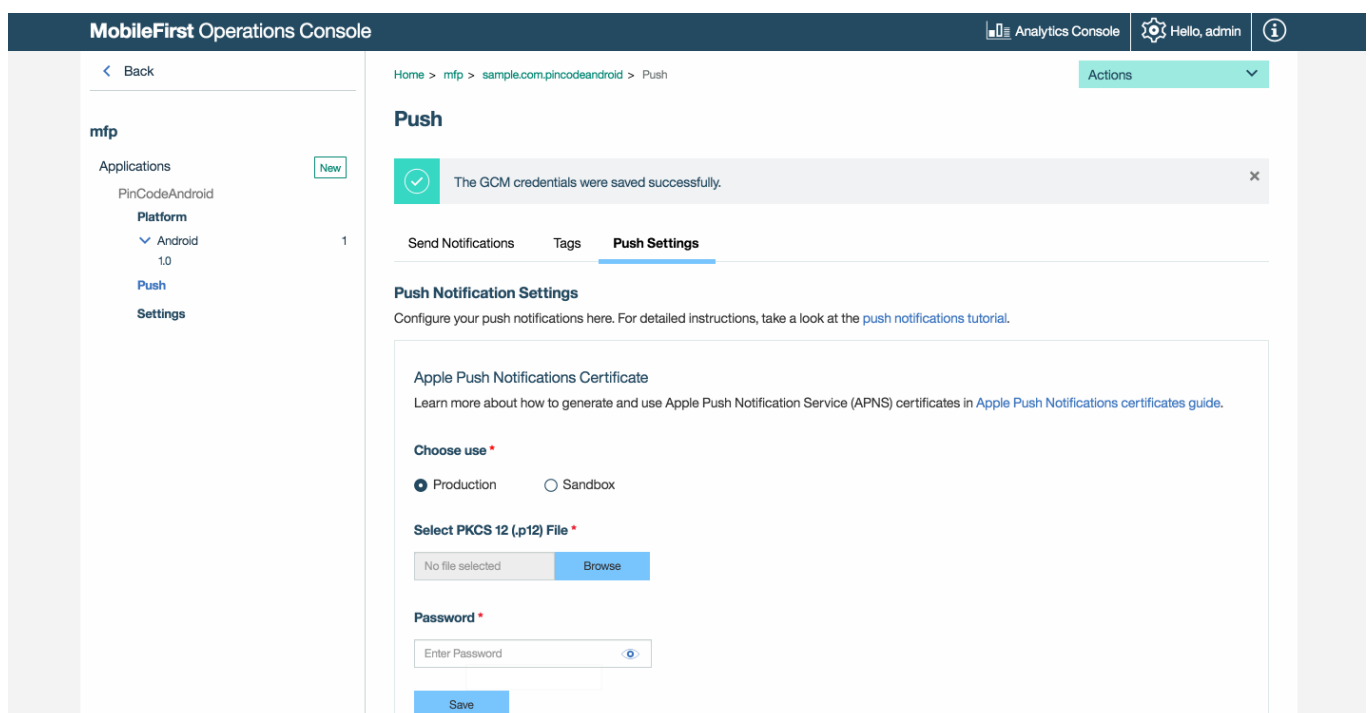 MobileFirst Operations Console
Analytics Console
Hello, admin
Back
mfp
Applications
New
PinCodeAndroid
Platform
Android
1
1.0
Push
Settings
Home > mfp > sample.com.pincodeandroid > Push
Actions
Push
The GCM credentials were saved successfully.
Send Notifications
Tags
Push Settings
Push Notification Settings
Configure your push notifications here. For detailed instructions, take a look at the push notifications tutorial.
Apple Push Notifications Certificate
Learn more about how to generate and use Apple Push Notification Service (APNS) certificates in Apple Push Notifications certificates guide.
Choose use *
Production
Sandbox
Select PKCS 12 (.p12) File *
No file selected
Browse
Password *
Enter Password
Save